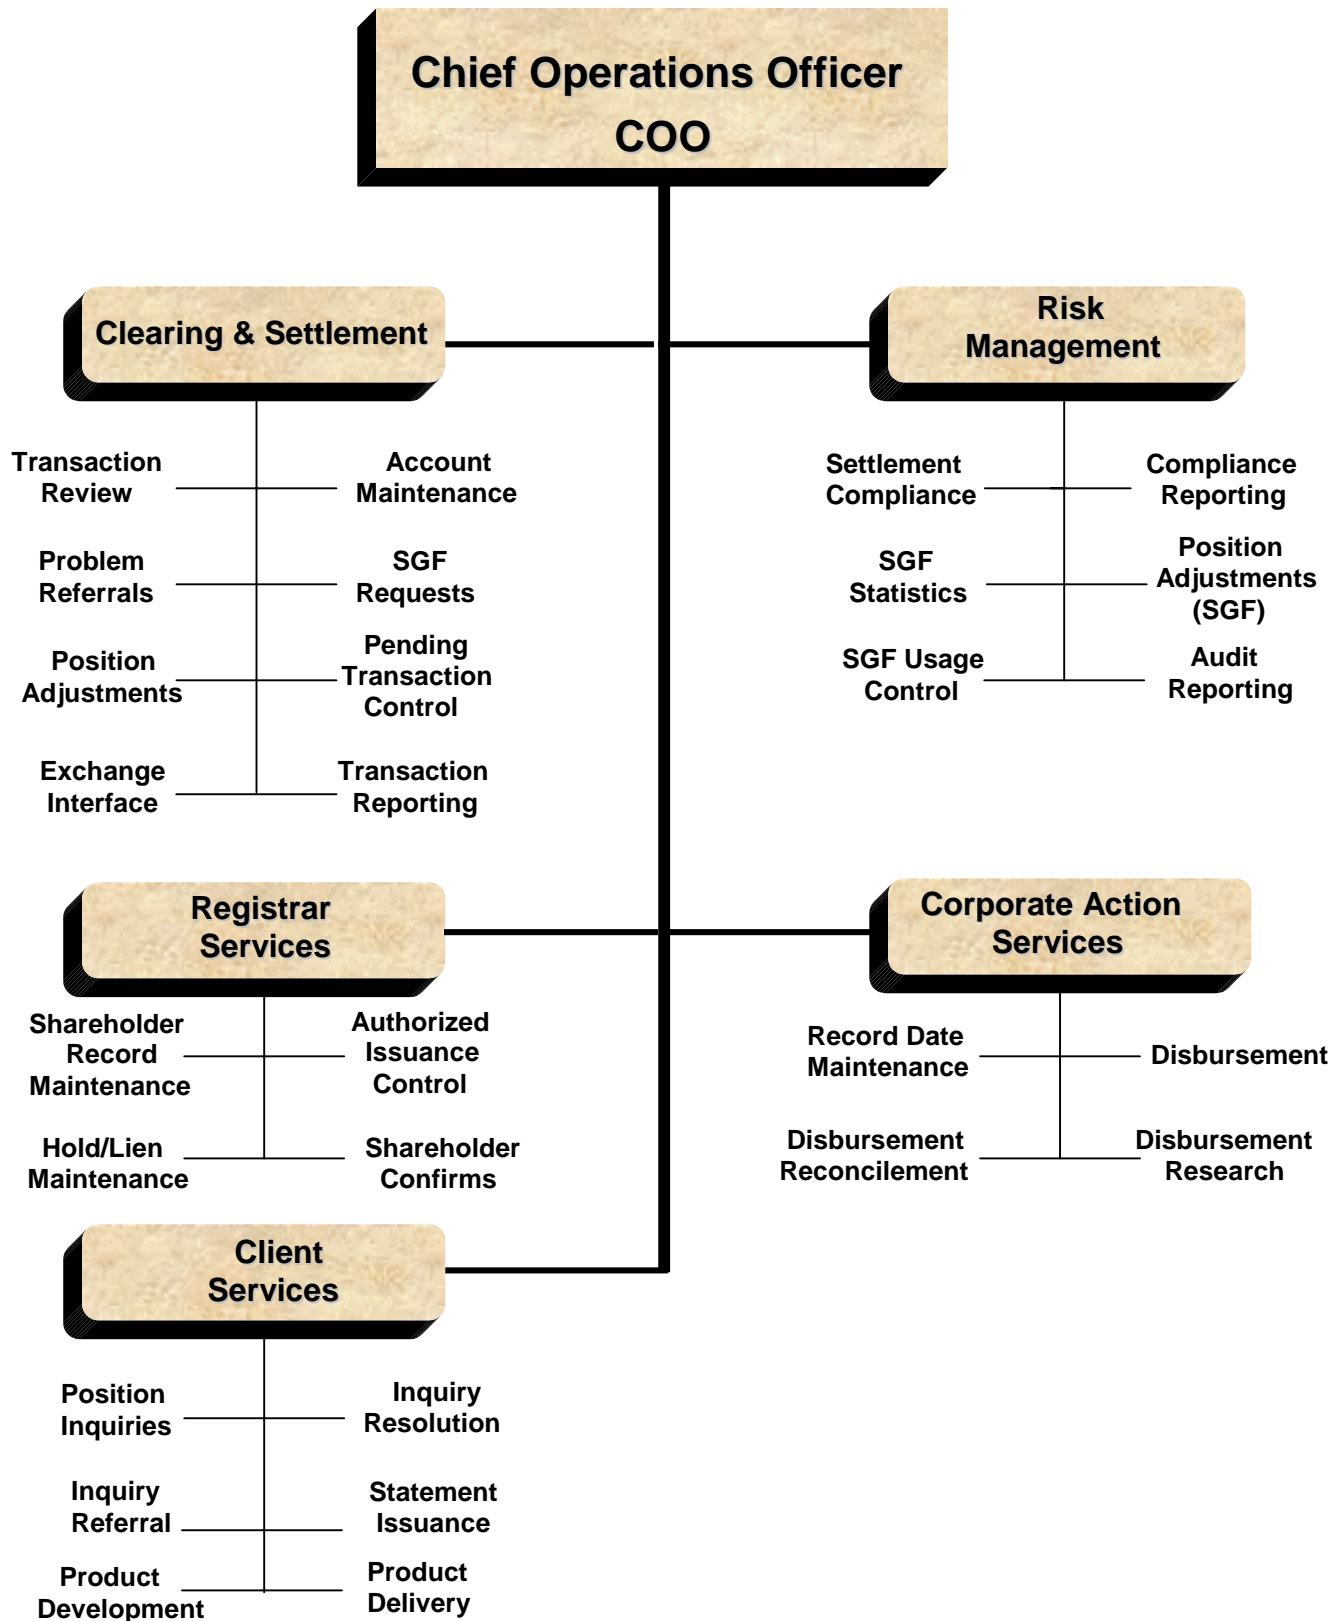 Chief Operations Officer
COO
Clearing & Settlement
Transaction
Review
Account
Maintenance
Problem
Referrals
SGF
Requests
Position
Adjustments
Pending
Transaction
Control
Exchange
Interface
Transaction
Reporting
Risk
Management
Settlement
Compliance
Compliance
Reporting
SGF
Statistics
Position
Adjustments
(SGF)
SGF Usage
Control
Audit
Reporting
Registrar
Services
Shareholder
Record
Maintenance
Authorized
Issuance
Control
Hold/Lien
Maintenance
Shareholder
Confirms
Corporate Action
Services
Record Date
Maintenance
Disbursement
Disbursement
Reconcilement
Disbursement
Research
Client
Services
Position
Inquiries
Inquiry
Resolution
Inquiry
Referral
Statement
Issuance
Product
Development
Product
Delivery